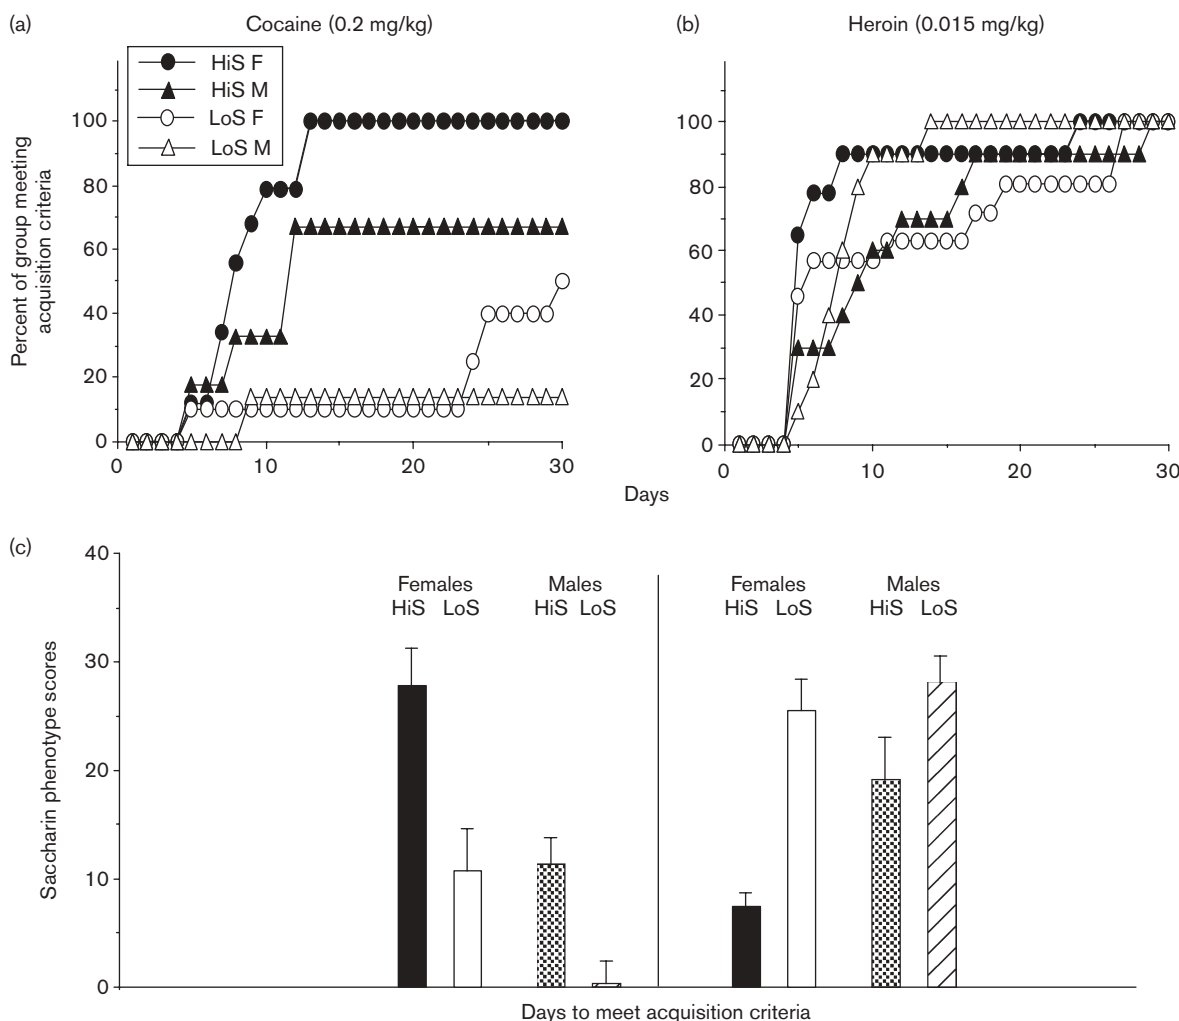 (a)
Cocaine (0.2 mg/kg)
HiS F
HiS M
LoS F
LoS M
Percent of group meeting
acquisition criteria
100
80
60
40
20
0
0
10
20
30
(b)
Heroin (0.015 mg/kg)
100
80
60
40
20
0
0
10
20
30
Days
(c)
Saccharin phenotype scores
40
30
20
10
0
Females
HiS LoS
Males
HiS LoS
Females
HiS LoS
Males
HiS LoS
Days to meet acquisition criteria